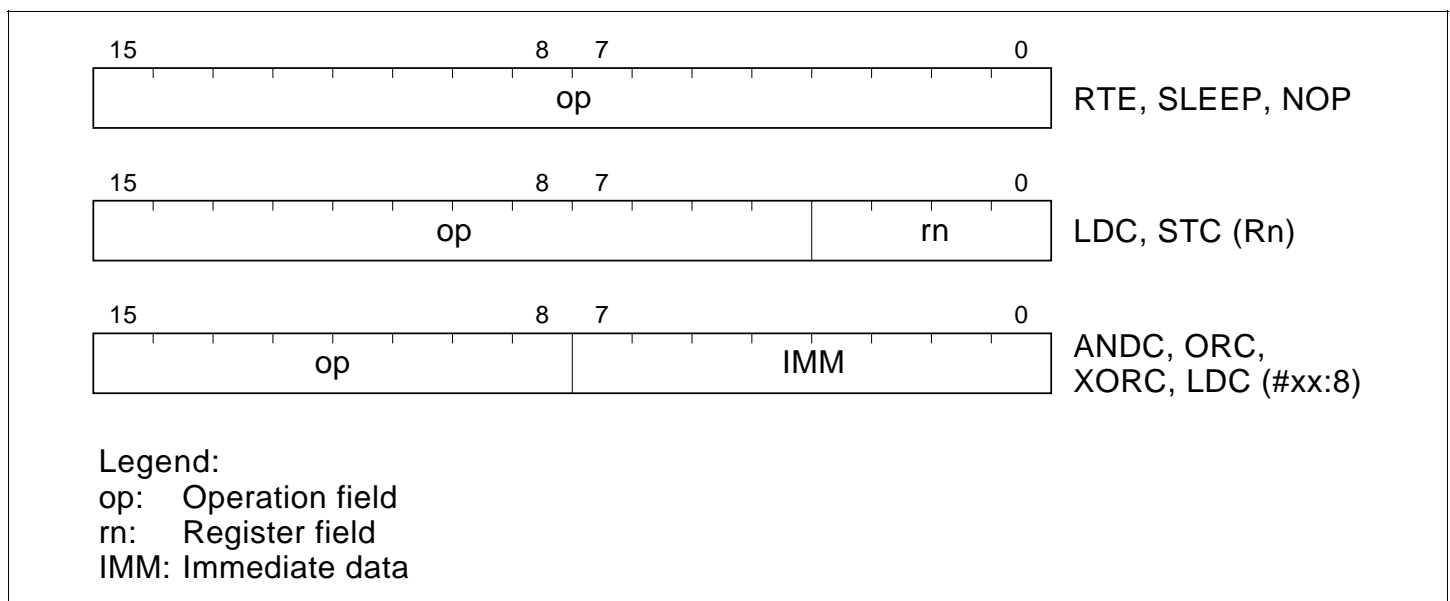 15 8 7 0
op RTE, SLEEP, NOP
15 8 7 0
op rn LDC, STC (Rn)
15 8 7 0
op IMM ANDC, ORC,
XORC, LDC (#xx:8)
Legend:
op: Operation field
rn: Register field
IMM: Immediate data